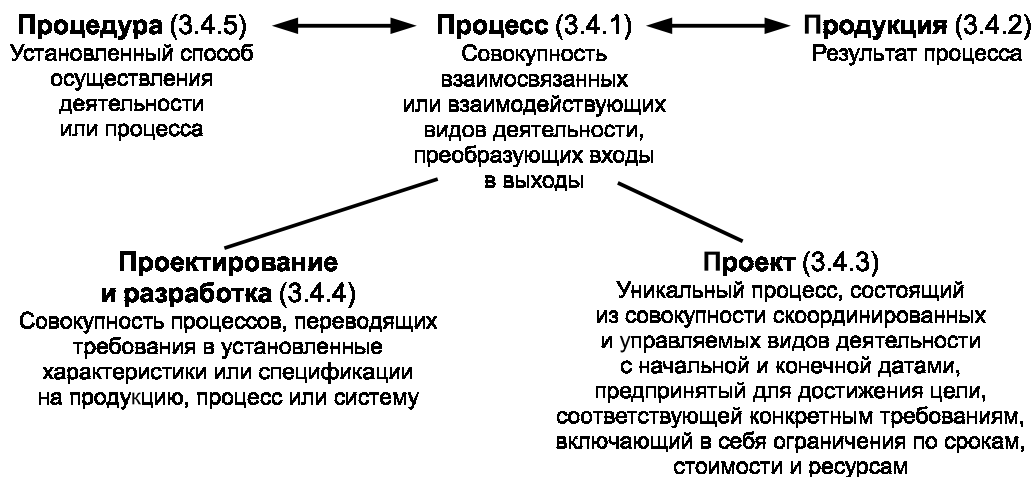 Процедура (3.4.5)
Установленный способ
осуществления
деятельности
или процесса
Процесс (3.4.1)
Совокупность
взаимосвязанных
или взаимодействующих
видов деятельности,
преобразующих входы
в выходы
Продукция (3.4.2)
Результат процесса
Проектирование
и разработка (3.4.4)
Совокупность процессов, переводящих
требования в установленные
характеристики или спецификации
на продукцию, процесс или систему
Проект (3.4.3)
Уникальный процесс, состоящий
из совокупности скоординированных
и управляемых видов деятельности
с начальной и конечной датами,
предпринятый для достижения цели,
соответствующей конкретным требованиям,
включающий в себя ограничения по срокам,
стоимости и ресурсам